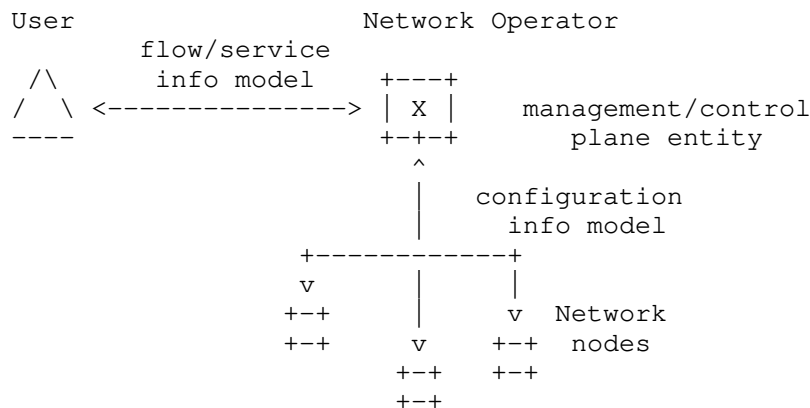 User                    Network Operator
         flow/service
  /\      info model    +---+
 /  \ <---------------> | X |    management/control
 ----                   +-+-+       plane entity
                          ^
                          |   configuration
                          |     info model
                   +------------+
                   v      |     |
                  +-+     |     v  Network
                  +-+     v    +-+  nodes
                         +-+   +-+
                         +-+